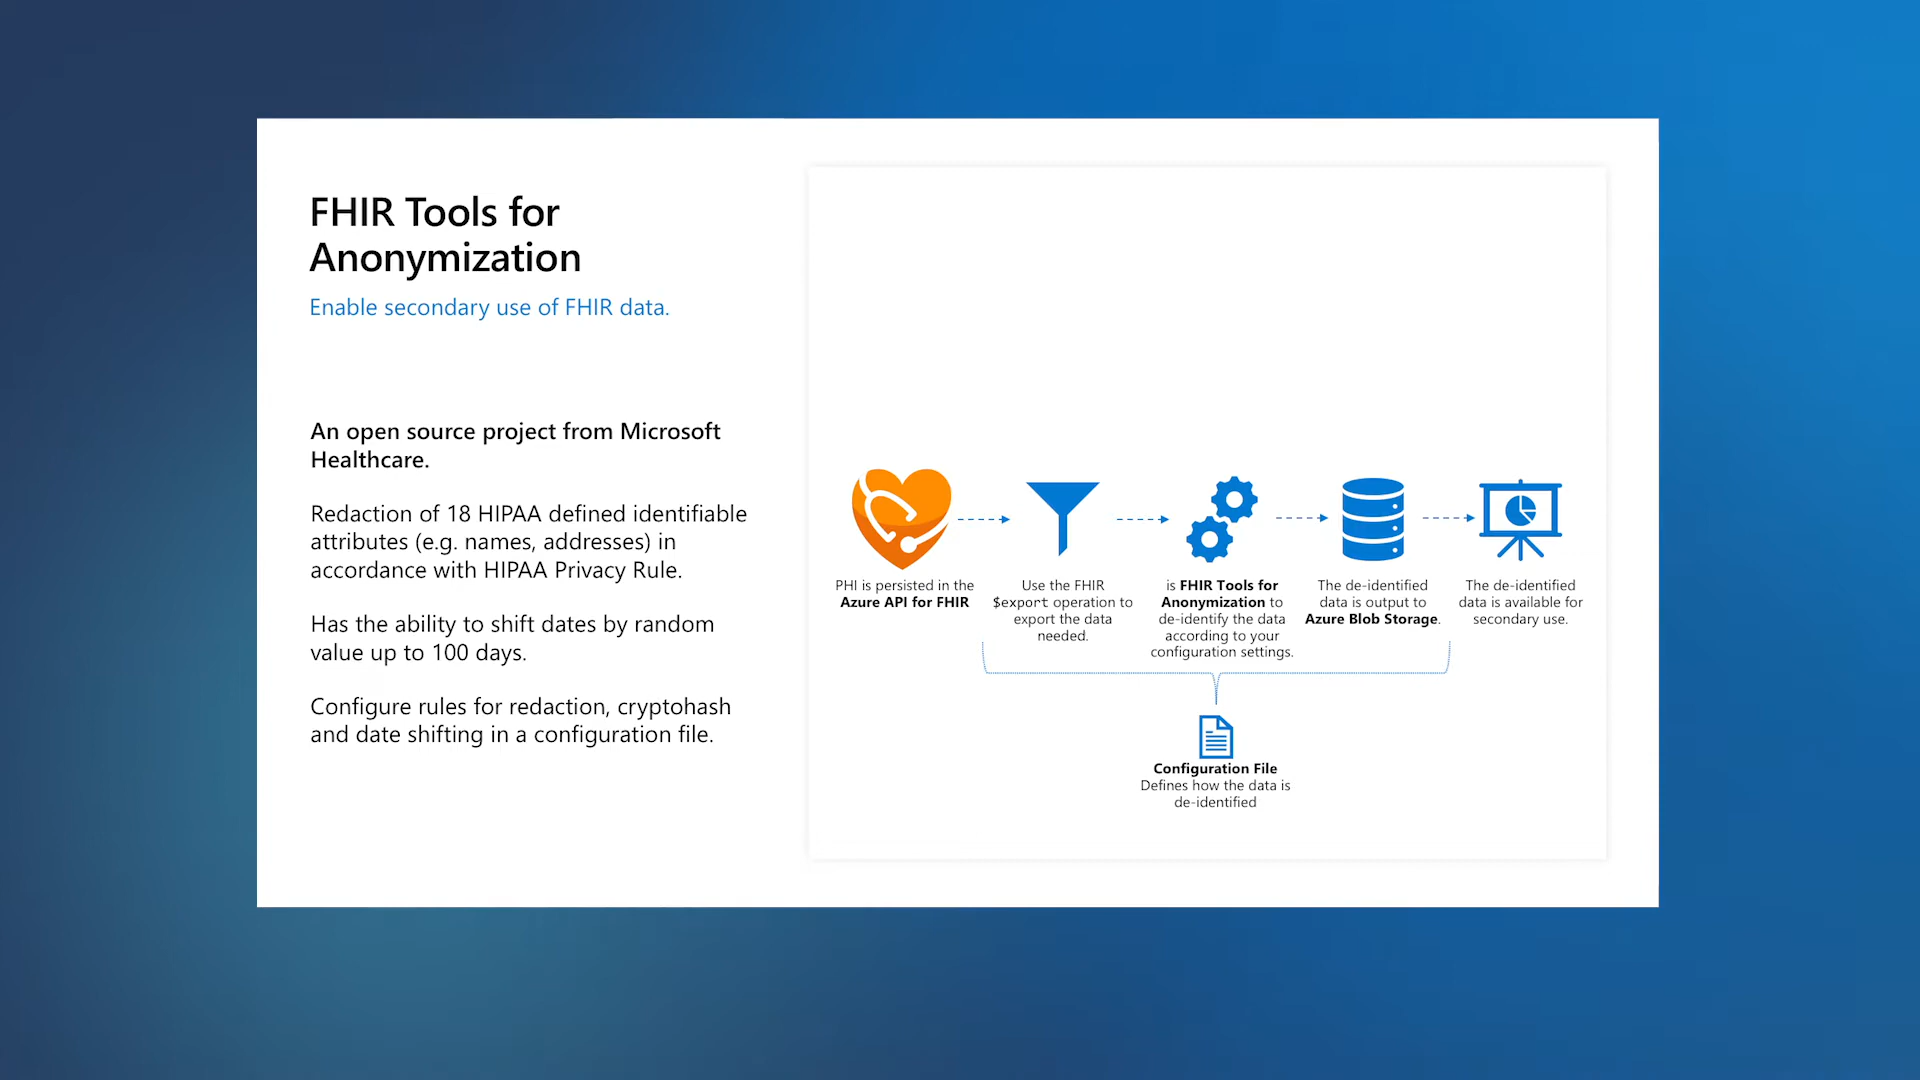 FHIR Tools for
Anonymization
Enable secondary use of FHIR data.
An open source project from Microsoft
Healthcare.
Redaction of 18 HIPAA defined identifiable
attributes (e.g. names, addresses) in
accordance with HIPAA Privacy Rule.
Has the ability to shift dates by random
value up to 100 days.
Configure rules for redaction, cryptohash
and date shifting in a configuration file.
PHI is persisted in the
Azure API for FHIR
Use the FHIR
$export operation to
export the data
needed.
is FHIR Tools for
Anonymization to
de-identify the data
according to your
configuration settings.
The de-identified
data is output to
Azure Blob Storage.
The de-identified
data is available for
secondary use.
Configuration File
Defines how the data is
de-identified